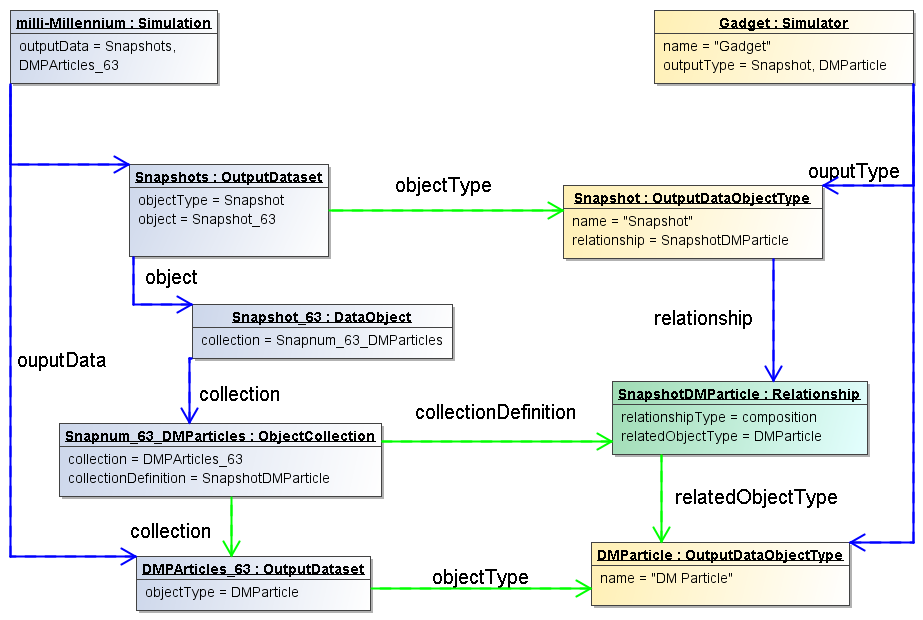 milli-Millennium : Simulation
outputData = Snapshots,
DMPArticles_63
Gadget : Simulator
name = "Gadget"
outputType = Snapshot, DMParticle
Snapshots : OutputDataset
objectType = Snapshot
object = Snapshot_63
objectType
ouputType
Snapshot : OutputDataObjectType
name = "Snapshot"
relationship = SnapshotDMParticle
object
Snapshot_63 : DataObject
collection = Snapnum_63_DMParticles
relationship
ouputData
collection
SnapshotDMParticle : Relationship
relationshipType = composition
relatedObjectType = DMParticle
collectionDefinition
Snapnum_63_DMParticles : ObjectCollection
collection = DMPArticles_63
collectionDefinition = SnapshotDMParticle
relatedObjectType
collection
DMPArticles_63 : OutputDataset
objectType = DMParticle
objectType
DMParticle : OutputDataObjectType
name = "DM Particle"